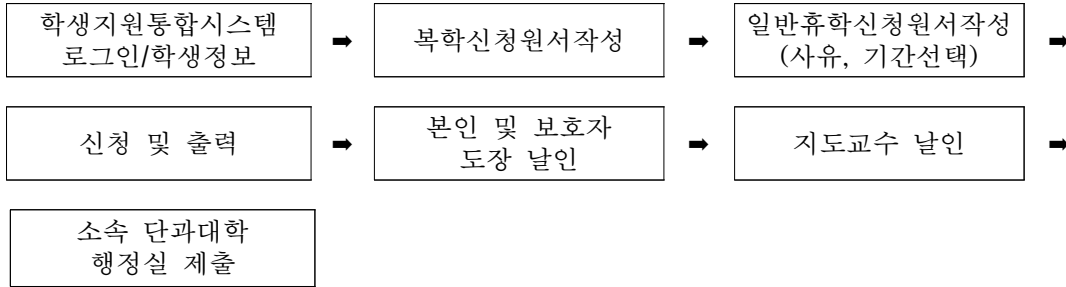 학생지원통합시스템
로그인/학생정보
➡
복학신청원서작성
➡
일반휴학신청원서작성
(사유, 기간선택)
➡
신청 및 출력
➡
본인 및 보호자
도장 날인
➡
지도교수 날인
➡
소속 단과대학
행정실 제출